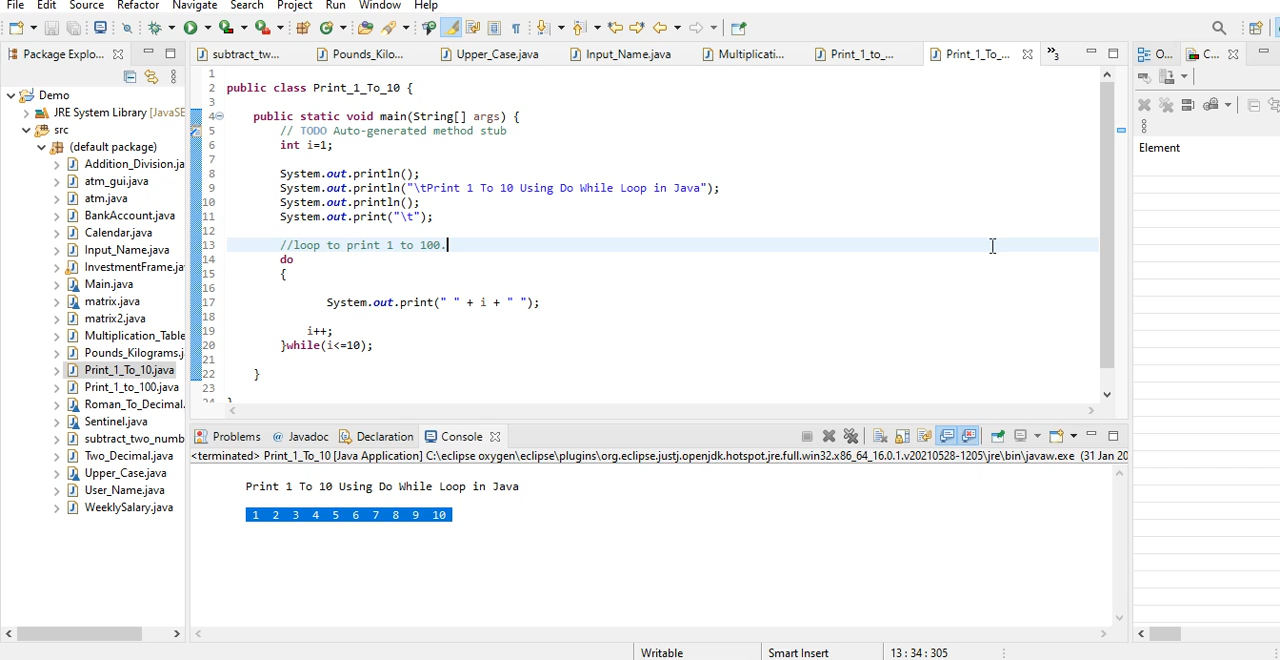 File Edit Source Refactor Navigate Search Project Run Window Help
Package Explo...
subtract_tw... Pounds_Kilo... Upper_Case.java Input_Name.java Multiplicati... Print_1_to_... Print_1_To_... 3
O... C...
Demo
JRE System Library [JavaSE
src
(default package)
Addition_Division.ja
atm_gui.java
atm.java
BankAccount.java
Calendar.java
Input_Name.java
InvestmentFrame.ja
Main.java
matrix.java
matrix2.java
Multiplication_Table
Pounds_Kilograms.j
Print_1_To_10.java
Print_1_to_100.java
Roman_To_Decimal.
Sentinel.java
subtract_two_numb
Two_Decimal.java
Upper_Case.java
User_Name.java
WeeklySalary.java
1
2 public class Print_1_To_10 {
3
4 public static void main(String[] args) {
5 // TODO Auto-generated method stub
6 int i=1;
7
8 System.out.println();
9 System.out.println("\tPrint 1 To 10 Using Do While Loop in Java");
10 System.out.println();
11 System.out.print("\t");
12
13 //loop to print 1 to 100.
14 do
15 {
16
17 System.out.print(" " + i + " ");
18
19 i++;
20 }while(i<=10);
21
22 }
23
24 }
Element
Problems @ Javadoc Declaration Console
<terminated> Print_1_To_10 [Java Application] C:\eclipse oxygen\eclipse\plugins\org.eclipse.justj.openjdk.hotspot.jre.full.win32.x86_64_16.0.1.v20210528-1205\jre\bin\javaw.exe (31 Jan 20
Print 1 To 10 Using Do While Loop in Java
1 2 3 4 5 6 7 8 9 10
Writable Smart Insert 13 : 34 : 305